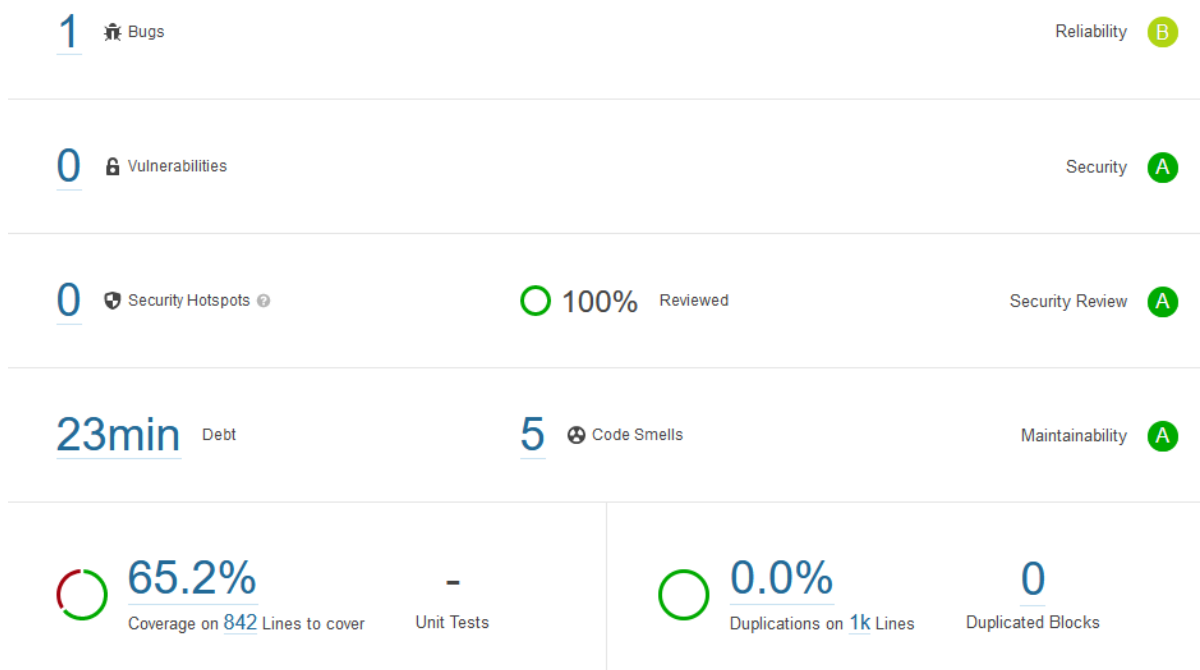 1 Bugs Reliability B
0 Vulnerabilities Security A
0 Security Hotspots ? 100% Reviewed Security Review A
23min Debt 5 Code Smells Maintainability A
65.2% - 0.0% 0
Coverage on 842 Lines to cover Unit Tests Duplications on 1k Lines Duplicated Blocks